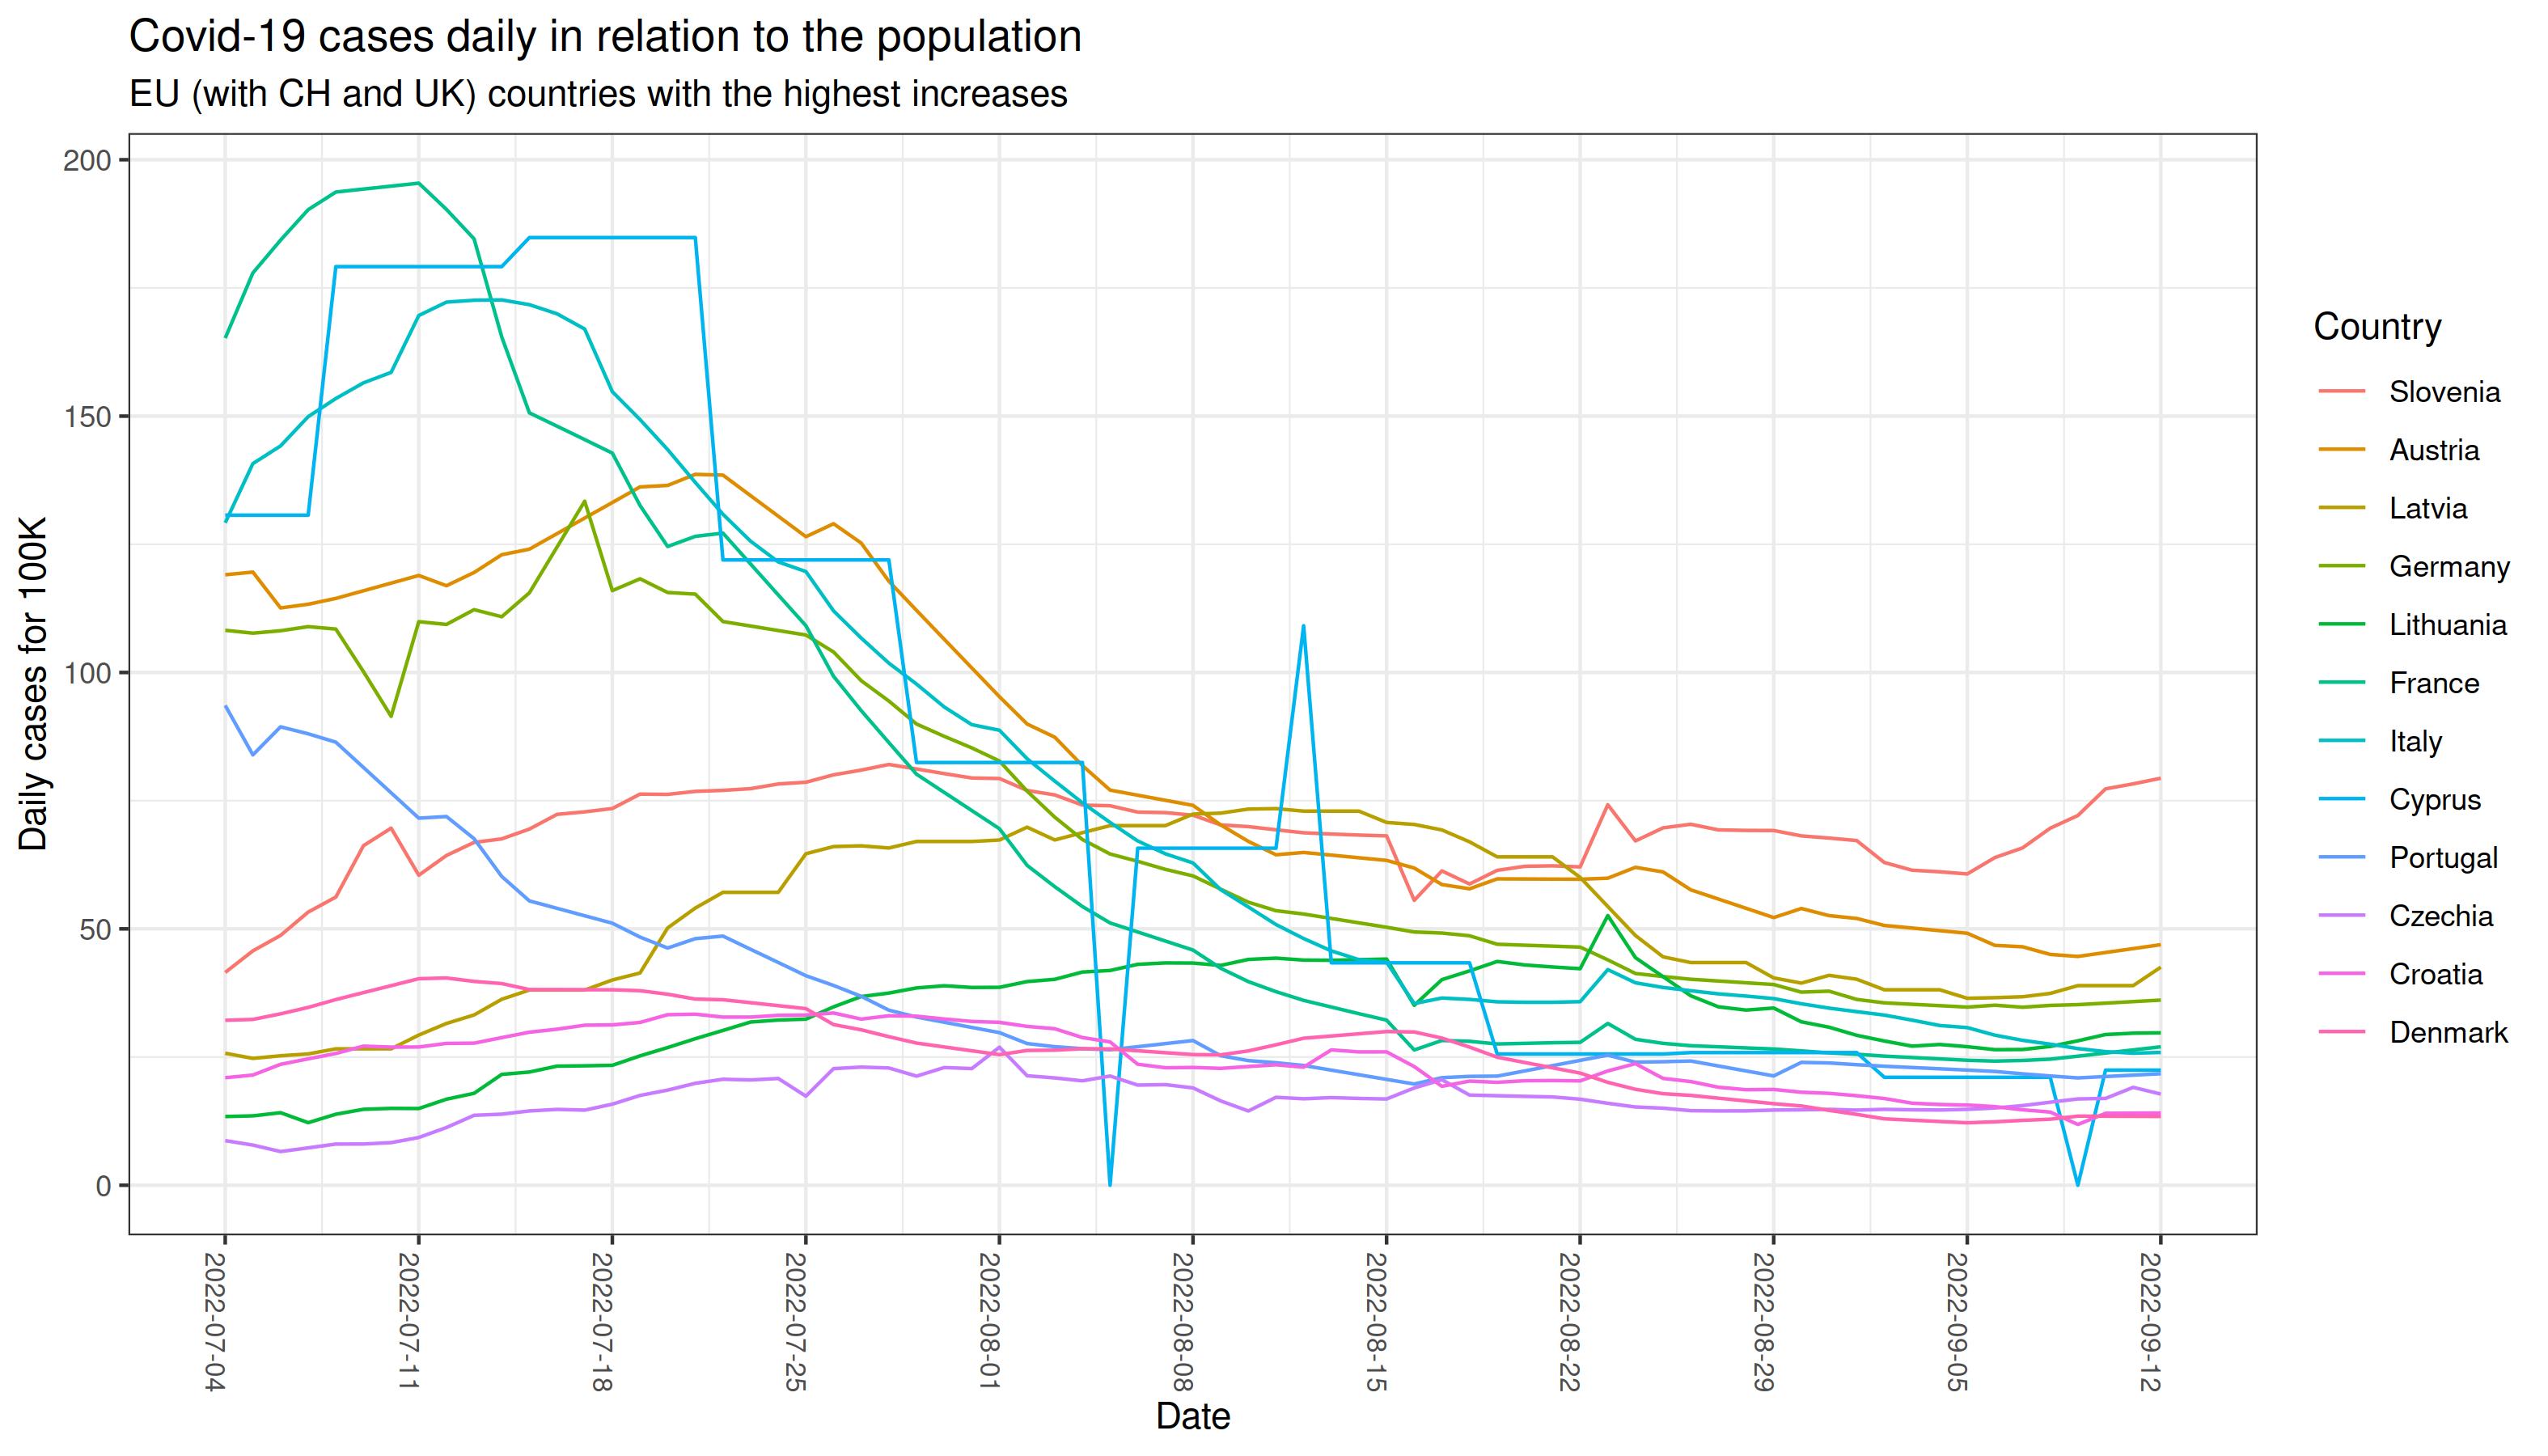 Covid-19 cases daily in relation to the population
EU (with CH and UK) countries with the highest increases
Daily cases for 100K
200
150
100
50
0
2022-07-04
2022-07-11
2022-07-18
2022-07-25
2022-08-01
2022-08-08
2022-08-15
2022-08-22
2022-08-29
2022-09-05
2022-09-12
Date
Country
Slovenia
Austria
Latvia
Germany
Lithuania
France
Italy
Cyprus
Portugal
Czechia
Croatia
Denmark